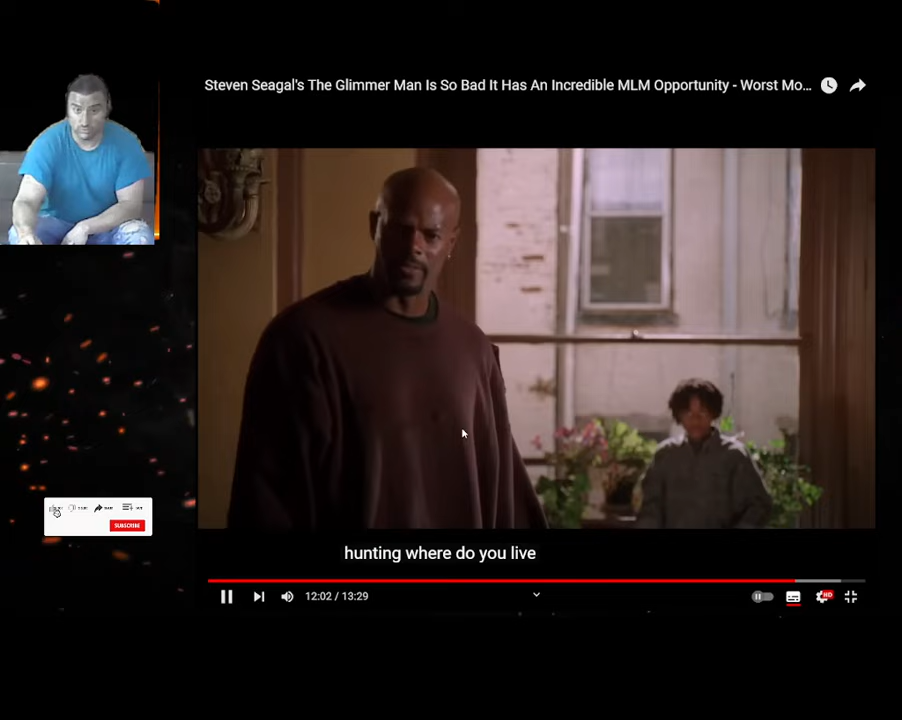 Steven Seagal's The Glimmer Man Is So Bad It Has An Incredible MLM Opportunity - Worst Mo...
SUBSCRIBE
hunting where do you live
12:02 / 13:29
HD